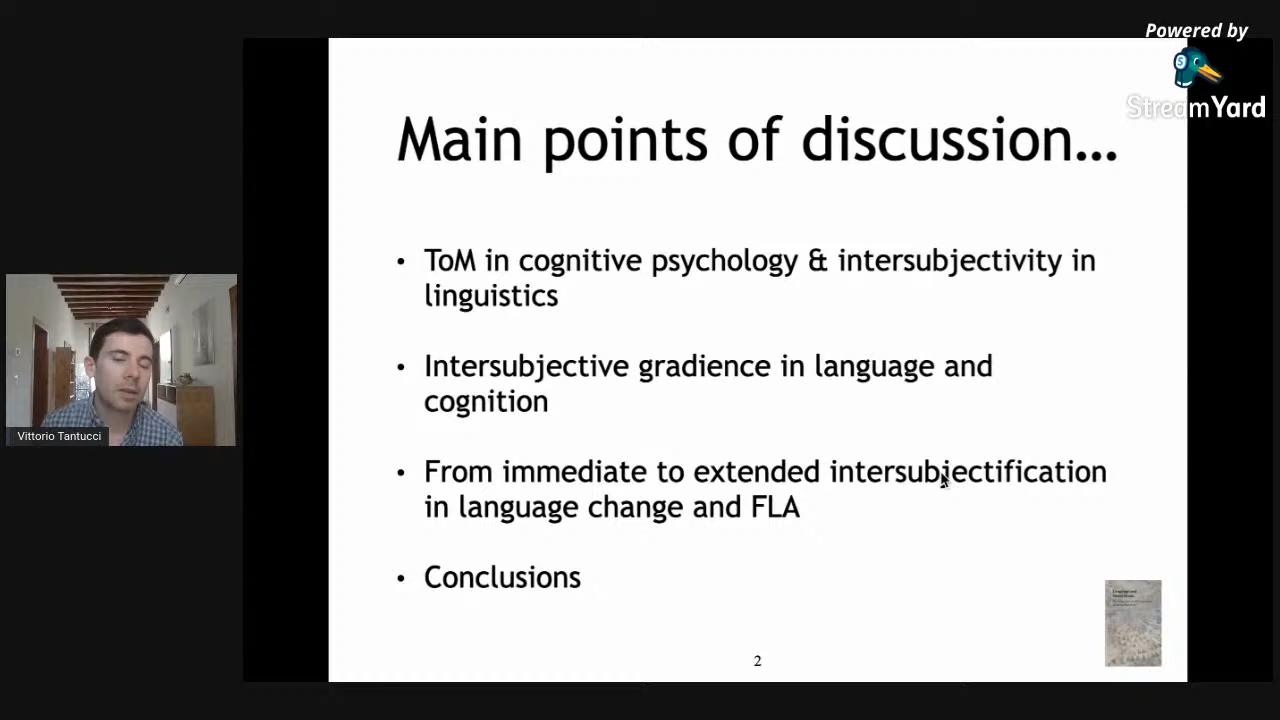 Powered by
StreamYard
Main points of discussion...
• ToM in cognitive psychology & intersubjectivity in
linguistics
• Intersubjective gradience in language and
cognition
• From immediate to extended intersubjectification
in language change and FLA
• Conclusions
Vittorio Tantucci
2